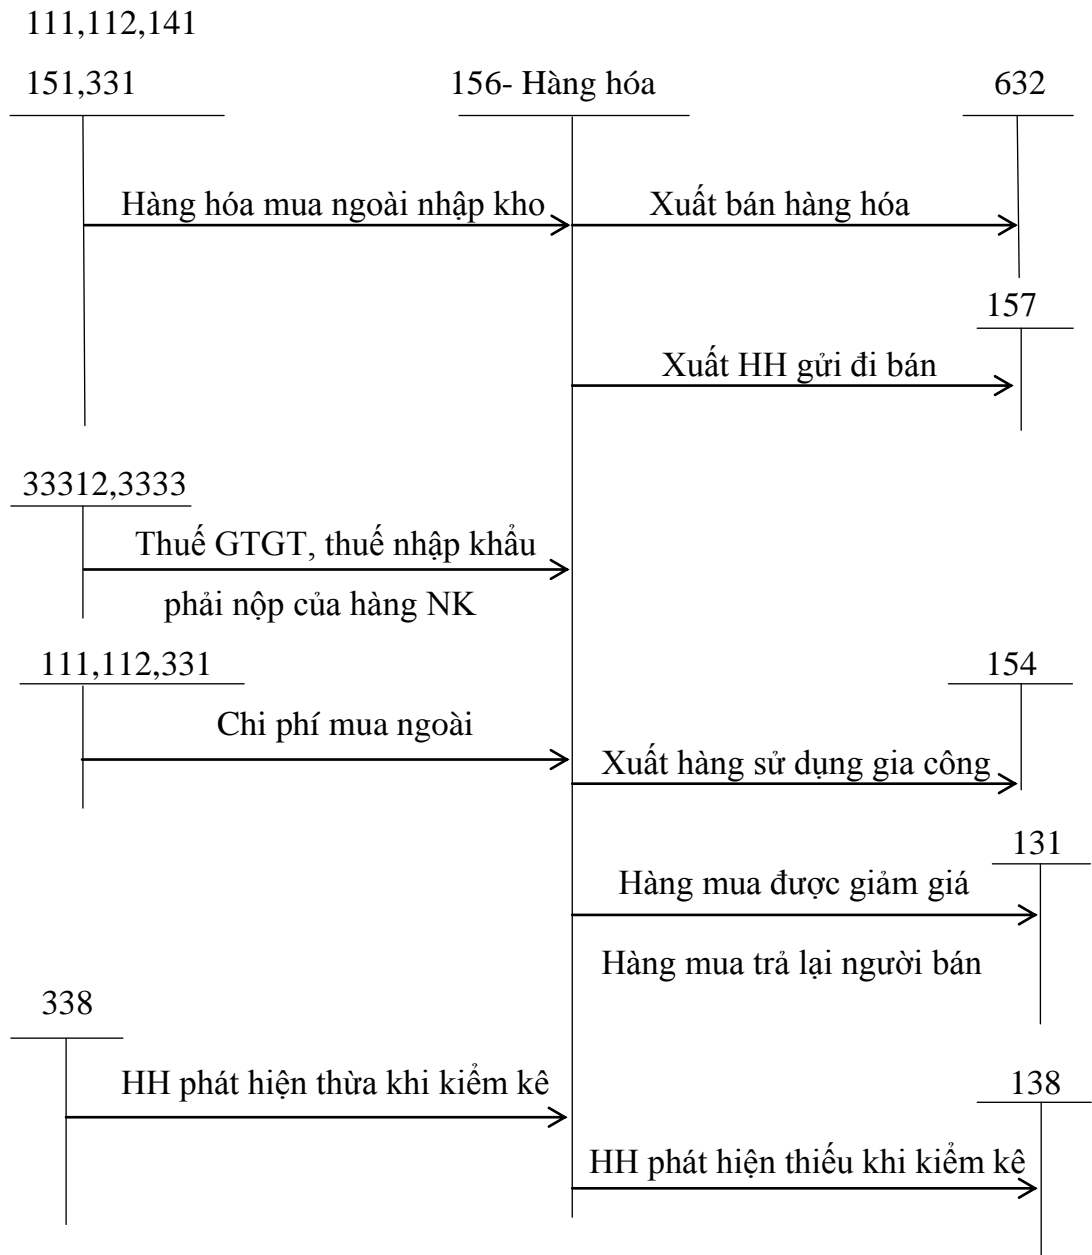 111,112,141
151,331
156- Hàng hóa
632
Hàng hóa mua ngoài nhập kho
Xuất bán hàng hóa
157
Xuất HH gửi đi bán
33312,3333
Thuế GTGT, thuế nhập khẩu
phải nộp của hàng NK
111,112,331
154
Chi phí mua ngoài
Xuất hàng sử dụng gia công
131
Hàng mua được giảm giá
Hàng mua trả lại người bán
338
HH phát hiện thừa khi kiểm kê
138
HH phát hiện thiếu khi kiểm kê